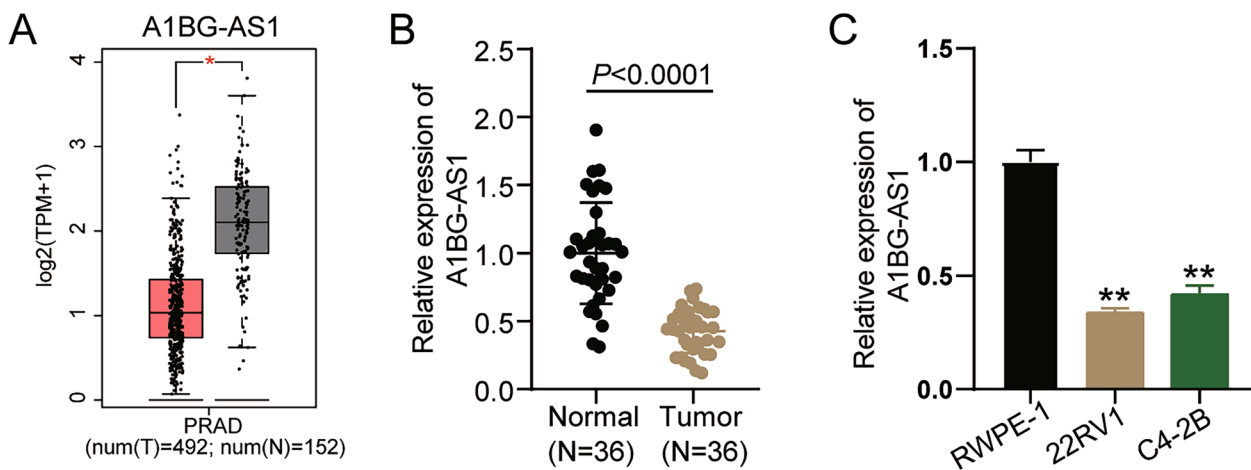 A
A1BG-AS1
*
log2(TPM+1)
4
3
2
1
0
PRAD
(num(T)=492; num(N)=152)
B
Relative expression of
A1BG-AS1
2.5
2.0
1.5
1.0
0.5
0.0
P<0.0001
Normal
(N=36)
Tumor
(N=36)
C
Relative expression of
A1BG-AS1
1.5
1.0
0.5
0.0
**
**
RWPE-1
22RV1
C4-2B